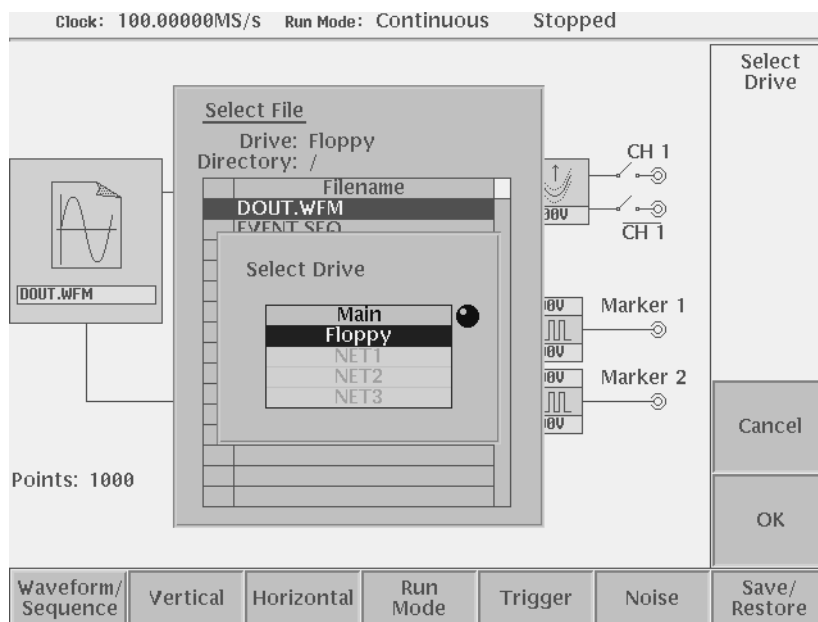 Clock: 100.00000MS/s Run Mode: Continuous Stopped
Select Drive
Select File
Drive: Floppy
Directory: /
Filename
DOUT.WFM
EVENT.SEQ
Select Drive
Main
Floppy
NET1
NET2
NET3
DOUT.WFM
Points: 1000
CH 1
CH 1
Marker 1
Marker 2
Cancel
OK
Waveform/
Sequence
Vertical
Horizontal
Run
Mode
Trigger
Noise
Save/
Restore